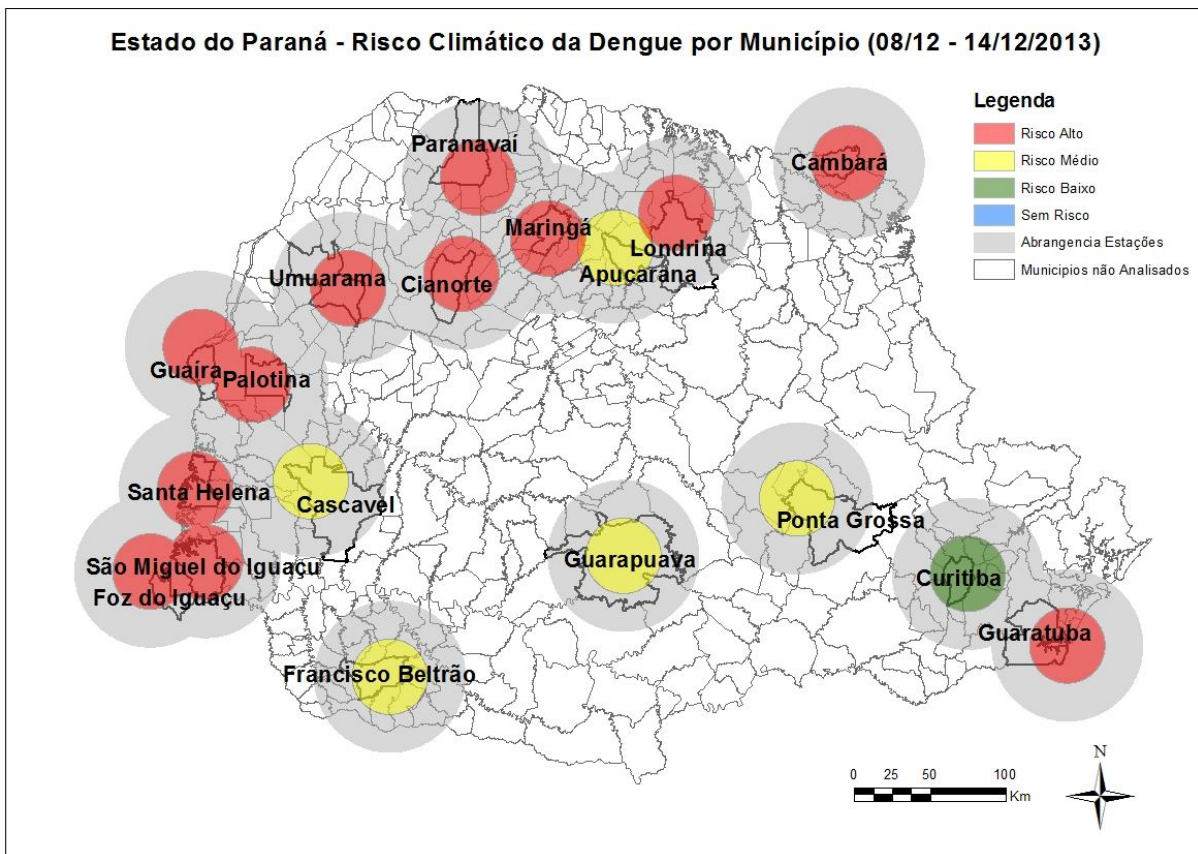 Estado do Paraná - Risco Climático da Dengue por Município (08/12 - 14/12/2013)
Legenda
Risco Alto
Risco Médio
Risco Baixo
Sem Risco
Abrangencia Estações
Municipios não Analisados
Paranavaí
Cambará
Maringá
Londrina
Apucarana
Umuarama
Cianorte
Guaíra
Palotina
Santa Helena
Cascavel
Ponta Grossa
São Miguel do Iguaçu
Foz do Iguaçu
Guarapuava
Curitiba
Guaratuba
Francisco Beltrão
N
0 25 50 100
Km